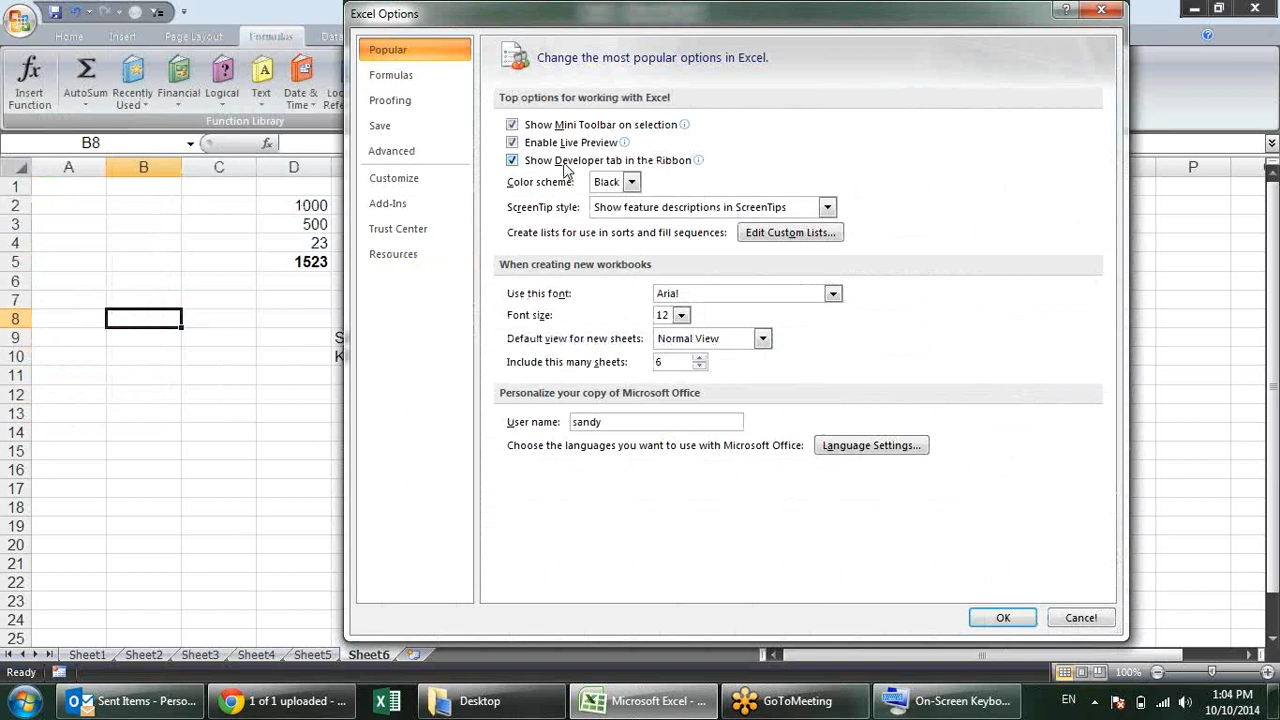 Excel Options
Home Insert Page Layout Formulas Dat
Insert Function
AutoSum
Recently Used
Financial
Logical
Text
Date & Time
Function Library
B8
A B C D P Q
1
2 1000
3 500
4 23
5 1523
6
7
8
9 S
10 K
11
12
13
14
15
16
17
18
19
20
21
22
23
24
25
Popular
Formulas
Proofing
Save
Advanced
Customize
Add-Ins
Trust Center
Resources
Change the most popular options in Excel.
Top options for working with Excel
Show Mini Toolbar on selection
Enable Live Preview
Show Developer tab in the Ribbon
Color scheme: Black
ScreenTip style: Show feature descriptions in ScreenTips
Create lists for use in sorts and fill sequences: Edit Custom Lists...
When creating new workbooks
Use this font: Arial
Font size: 12
Default view for new sheets: Normal View
Include this many sheets: 6
Personalize your copy of Microsoft Office
User name: sandy
Choose the languages you want to use with Microsoft Office: Language Settings...
OK Cancel
Sheet1 Sheet2 Sheet3 Sheet4 Sheet5 Sheet6
Ready 100%
Sent Items - Perso... 1 of 1 uploaded - ... Desktop Microsoft Excel - ... GoToMeeting On-Screen Keybo... EN 1:04 PM
10/10/2014